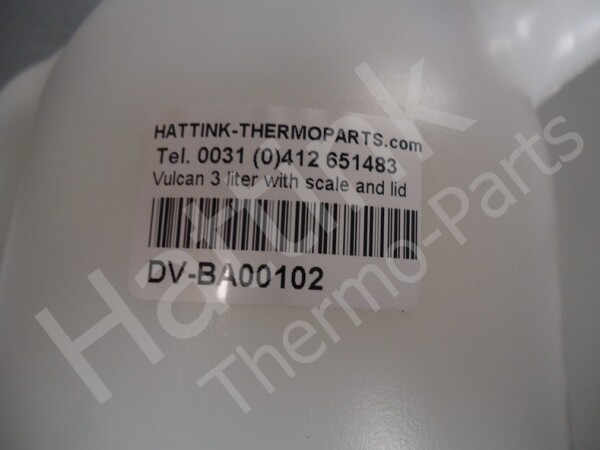 HATTINK-THERMOPARTS.com
Tel. 0031 (0)412 651483
Vulcan 3 liter with scale and lid
DV-BA00102
Hattink
Thermo-Parts